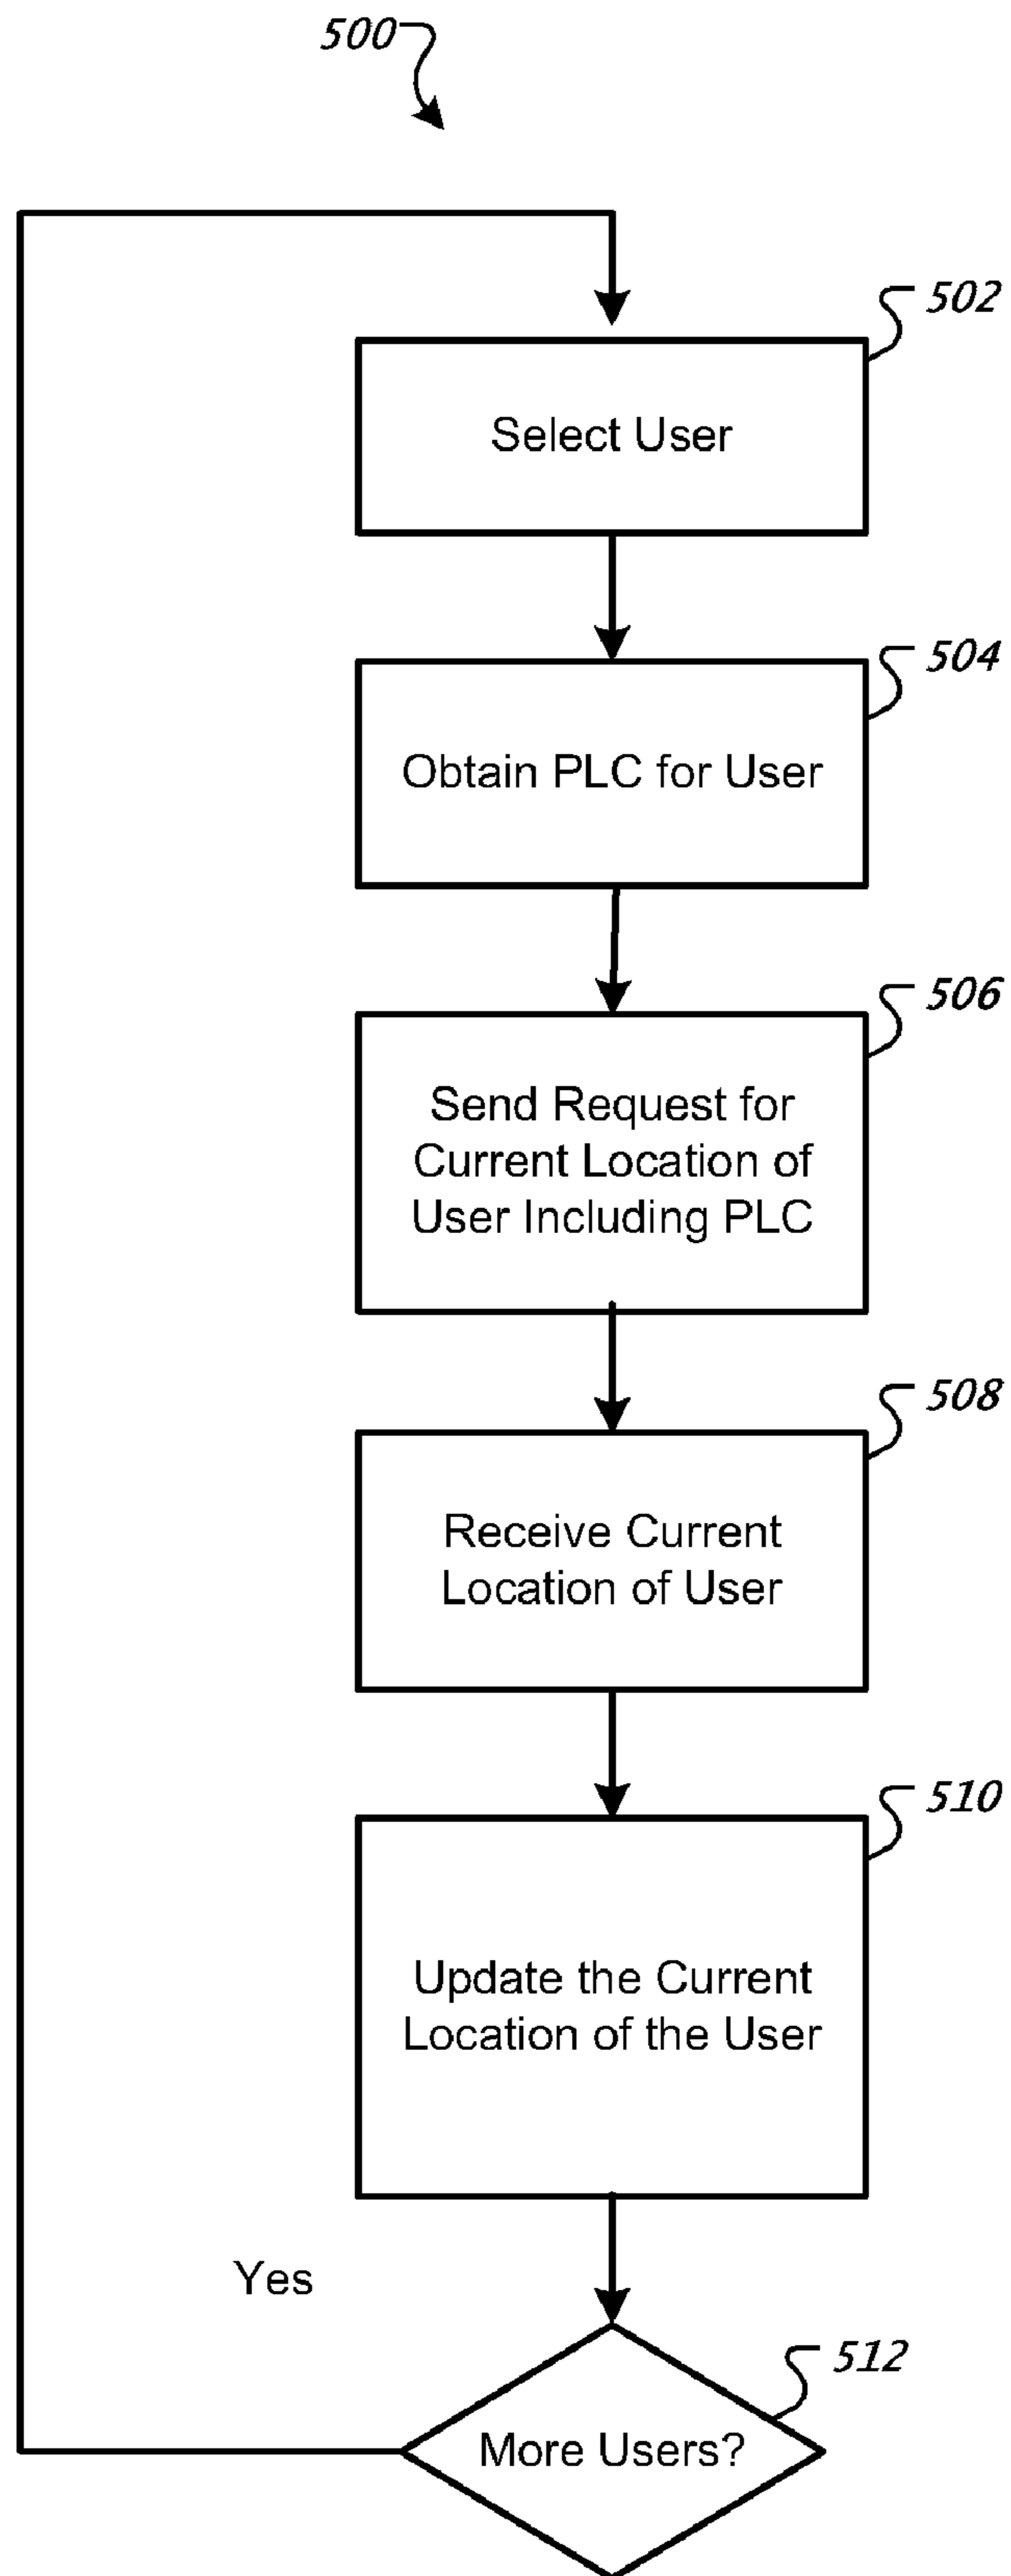 500
502
Select User
504
Obtain PLC for User
506
Send Request for
Current Location of
User Including PLC
508
Receive Current
Location of User
510
Update the Current
Location of the User
Yes
512
More Users?